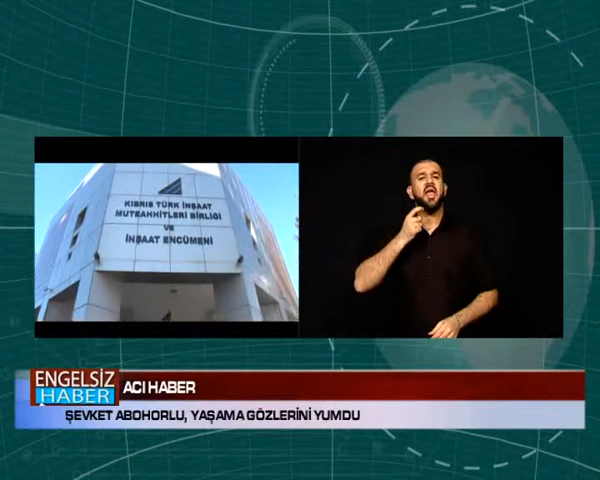 KIBRIS TÜRK İNŞAAT
MUTEAHHİTLERİ BİRLİĞİ
VE
İNŞAAT ENCÜMENİ
ENGELSİZ
HABER
ACI HABER
ŞEVKET ABOHORLU, YAŞAMA GÖZLERİNİ YUMDU